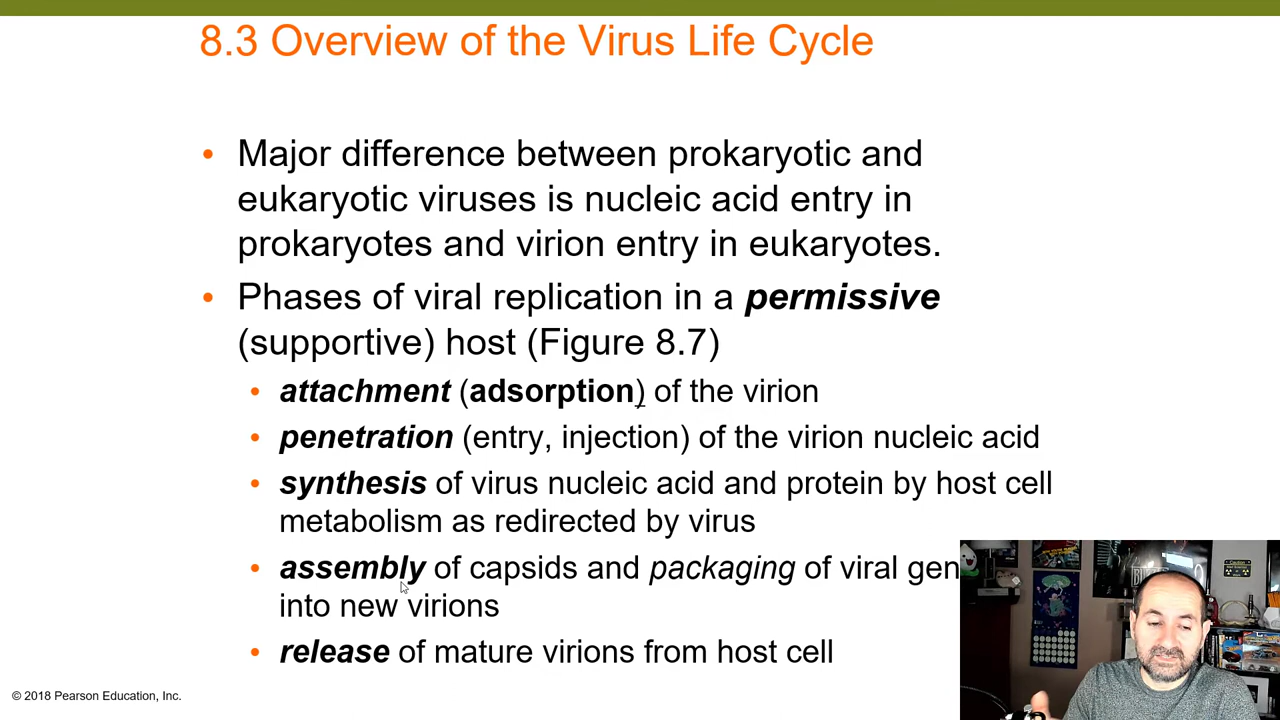 8.3 Overview of the Virus Life Cycle
• Major difference between prokaryotic and
eukaryotic viruses is nucleic acid entry in
prokaryotes and virion entry in eukaryotes.
• Phases of viral replication in a permissive
(supportive) host (Figure 8.7)
• attachment (adsorption) of the virion
• penetration (entry, injection) of the virion nucleic acid
• synthesis of virus nucleic acid and protein by host cell
metabolism as redirected by virus
• assembly of capsids and packaging of viral gen
into new virions
• release of mature virions from host cell
© 2018 Pearson Education, Inc.